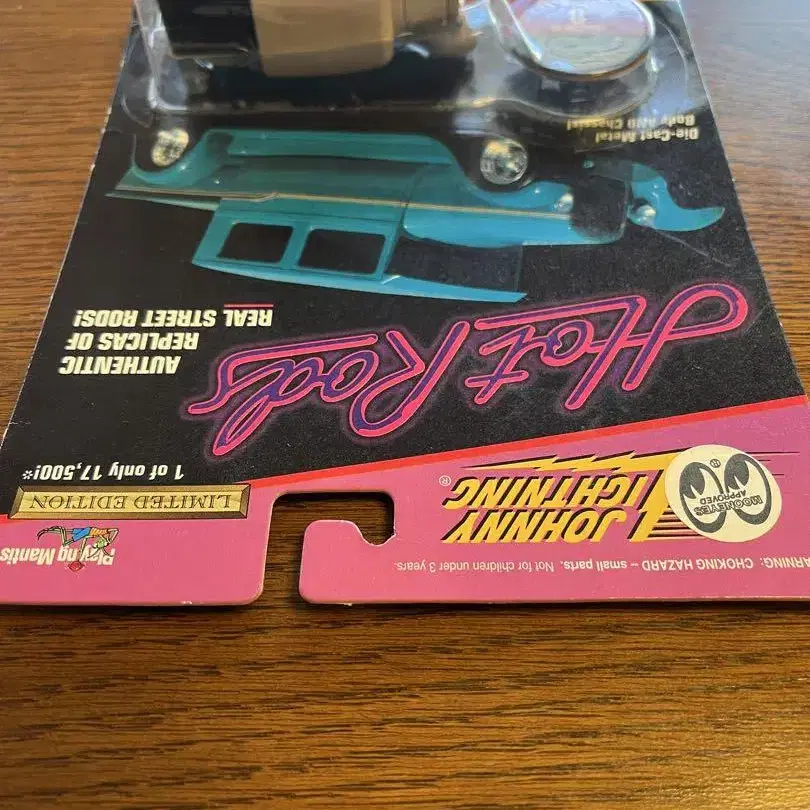 WARNING: CHOKING HAZARD – small parts. Not for children under 3 years.
MOONEYES
APPROVED
JOHNNY
LIGHTNING®
Playing Mantis
LIMITED EDITION
1 of only 17,500!*
Hot Rods
AUTHENTIC
REPLICAS OF
REAL STREET RODS!
Die-Cast Metal
Body AND Chassis!